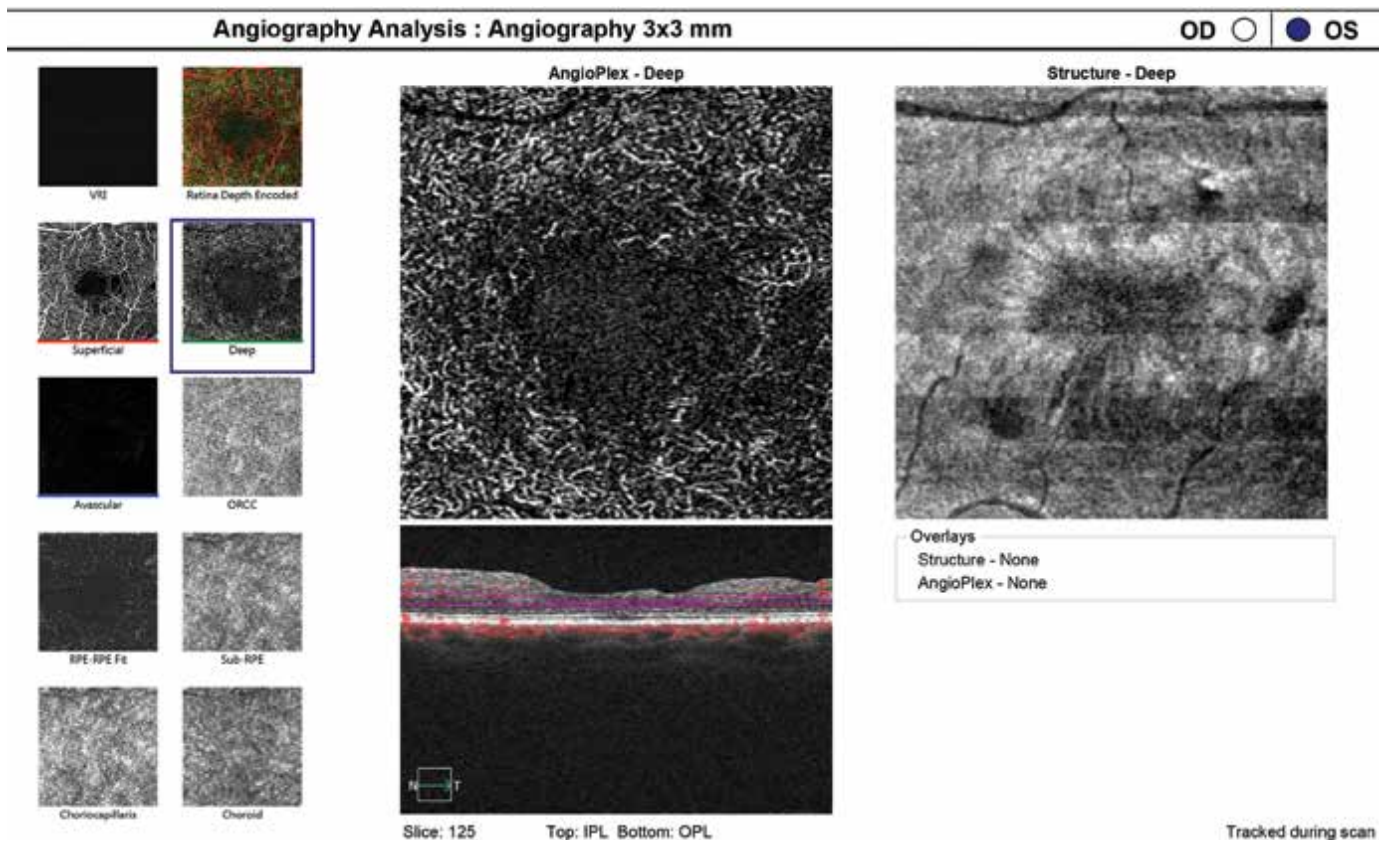 Angiography Analysis : Angiography 3x3 mm
OD OS
VRI
Retina Depth Encoded
Superficial
Deep
Avascular
ORCC
RPE-RPE Fit
Sub-RPE
Choriocapillaris
Choroid
AngioPlex - Deep
N T
Slice: 125 Top: IPL Bottom: OPL
Structure - Deep
Overlays
Structure - None
AngioPlex - None
Tracked during scan